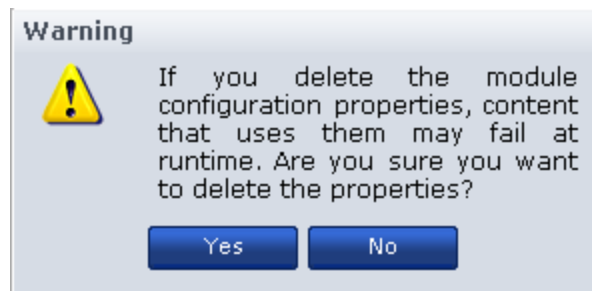 Warning
If you delete the module
configuration properties, content
that uses them may fail at
runtime. Are you sure you want
to delete the properties?
Yes No